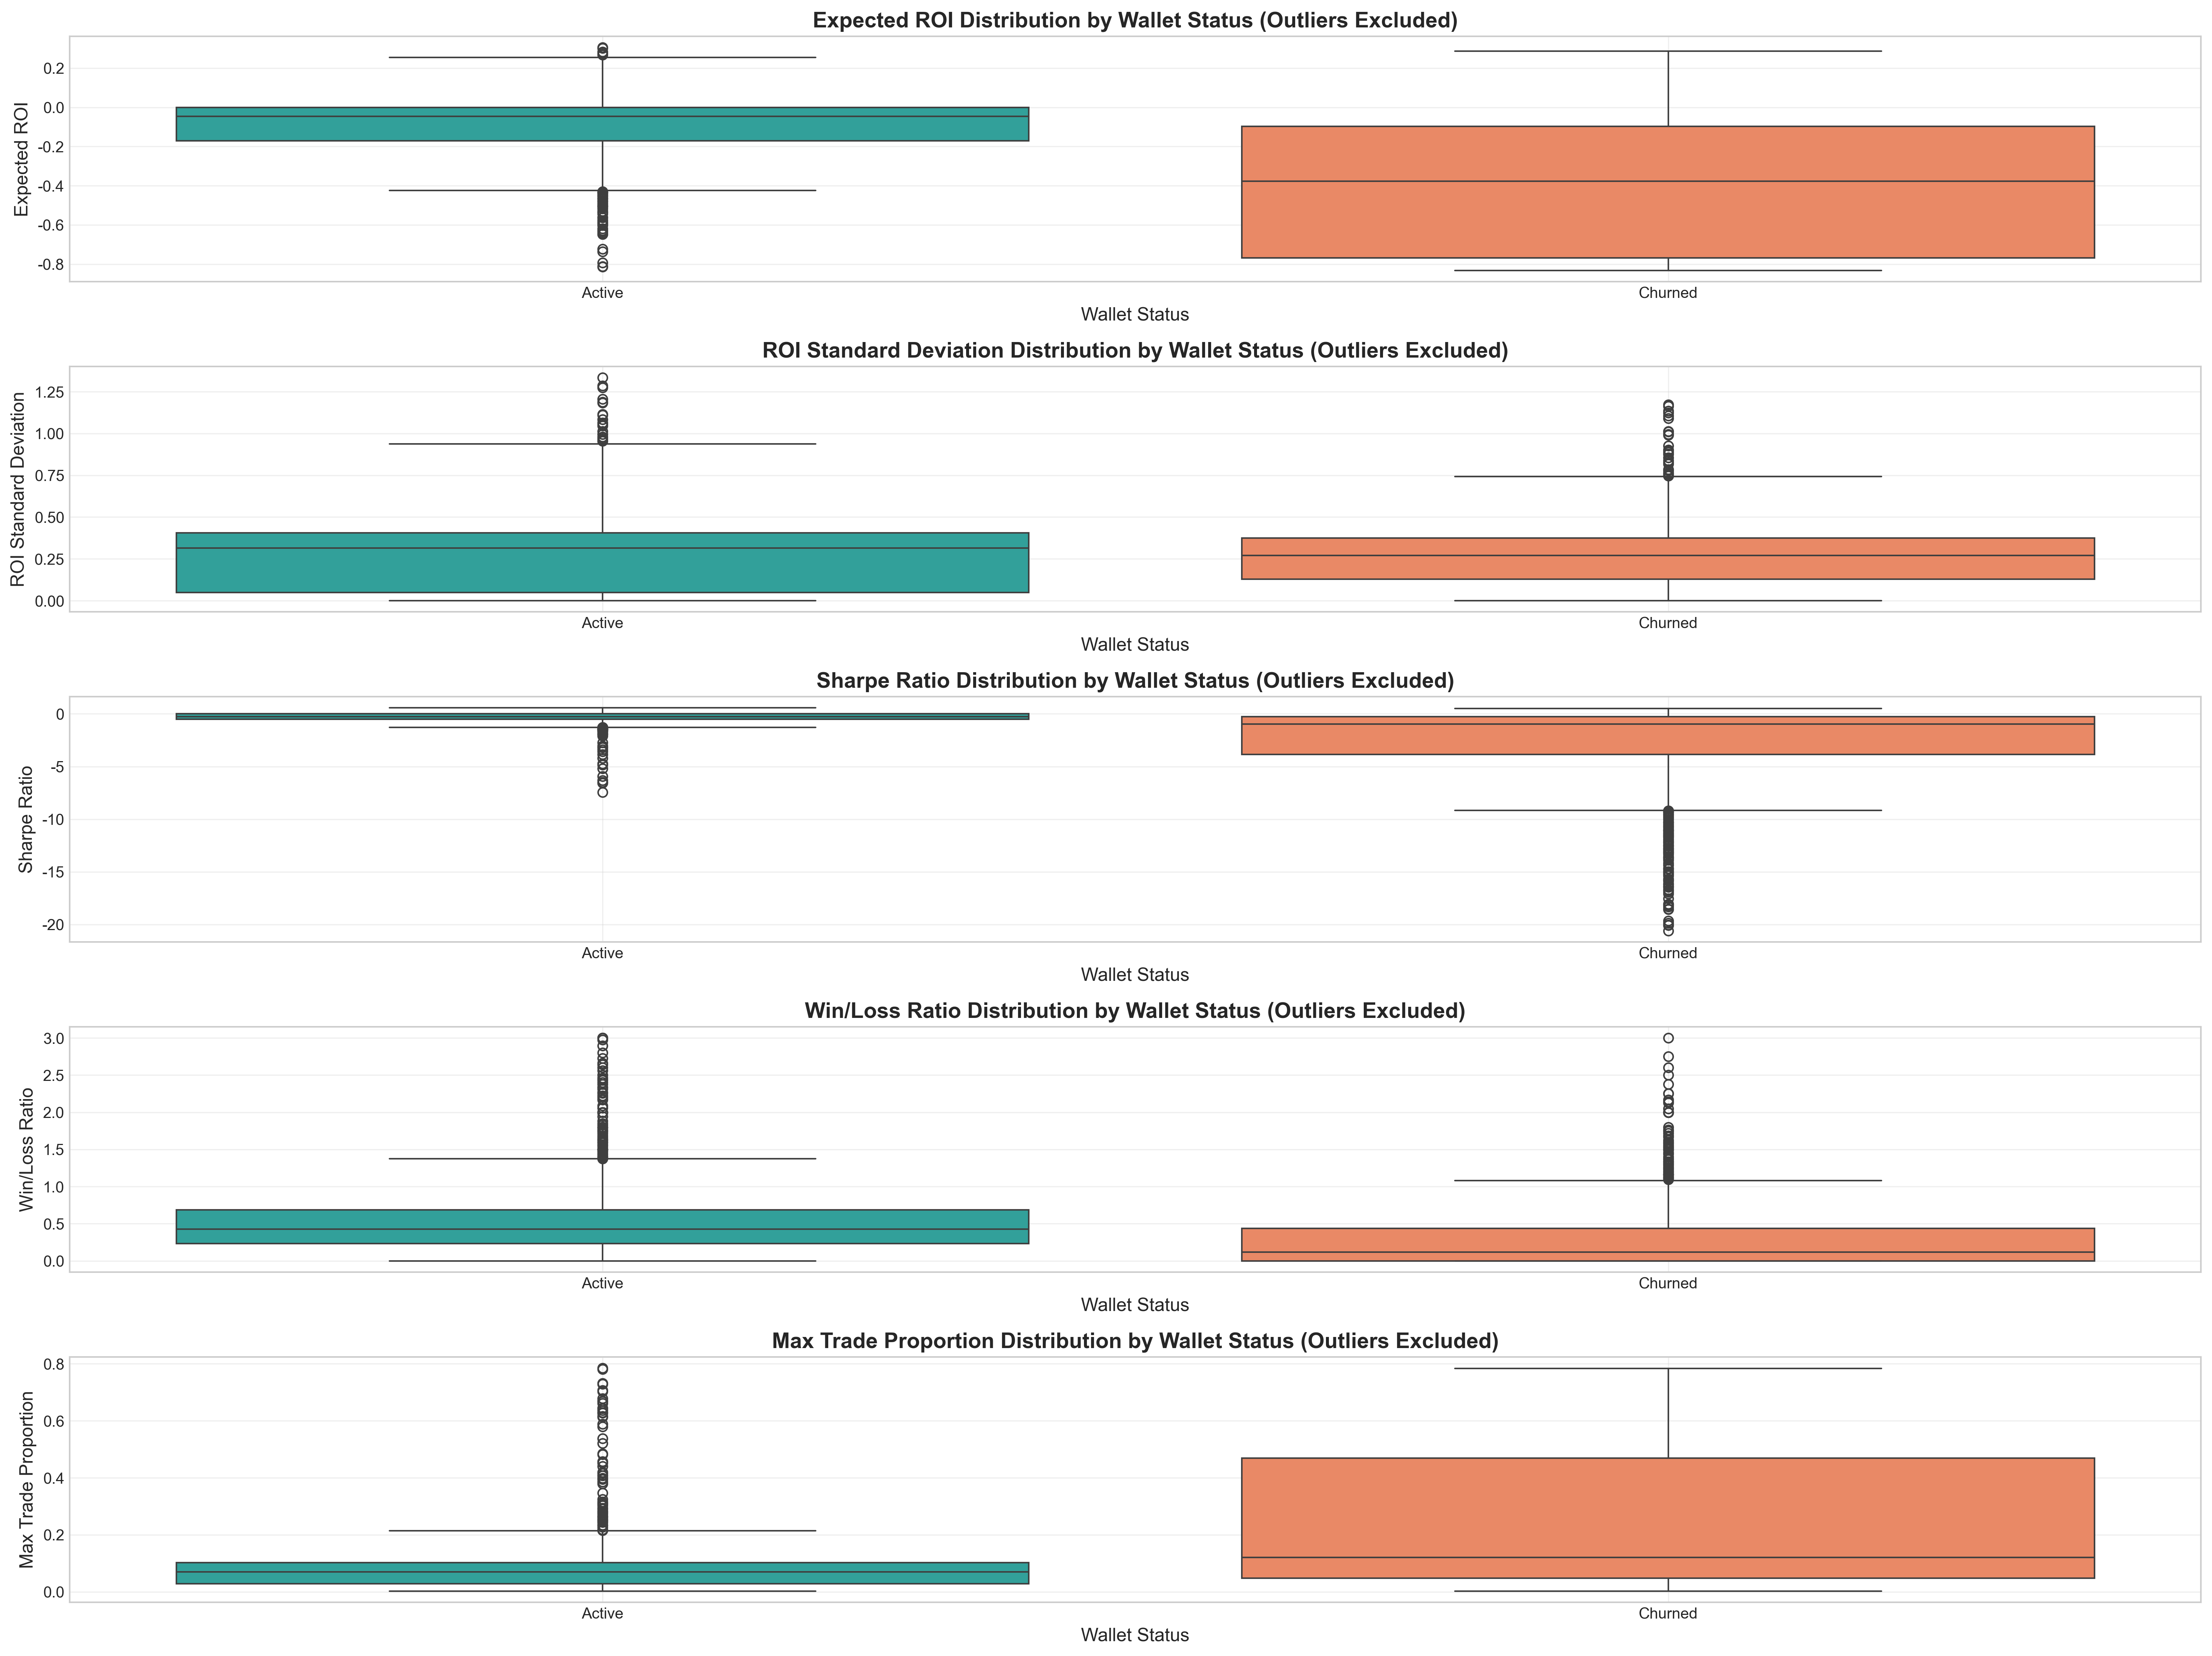 Expected ROI Distribution by Wallet Status (Outliers Excluded)
Expected ROI
0.2
0.0
-0.2
-0.4
-0.6
-0.8
Active
Churned
Wallet Status
ROI Standard Deviation Distribution by Wallet Status (Outliers Excluded)
ROI Standard Deviation
1.25
1.00
0.75
0.50
0.25
0.00
Active
Churned
Wallet Status
Sharpe Ratio Distribution by Wallet Status (Outliers Excluded)
Sharpe Ratio
0
-5
-10
-15
-20
Active
Churned
Wallet Status
Win/Loss Ratio Distribution by Wallet Status (Outliers Excluded)
Win/Loss Ratio
3.0
2.5
2.0
1.5
1.0
0.5
0.0
Active
Churned
Wallet Status
Max Trade Proportion Distribution by Wallet Status (Outliers Excluded)
Max Trade Proportion
0.8
0.6
0.4
0.2
0.0
Active
Churned
Wallet Status